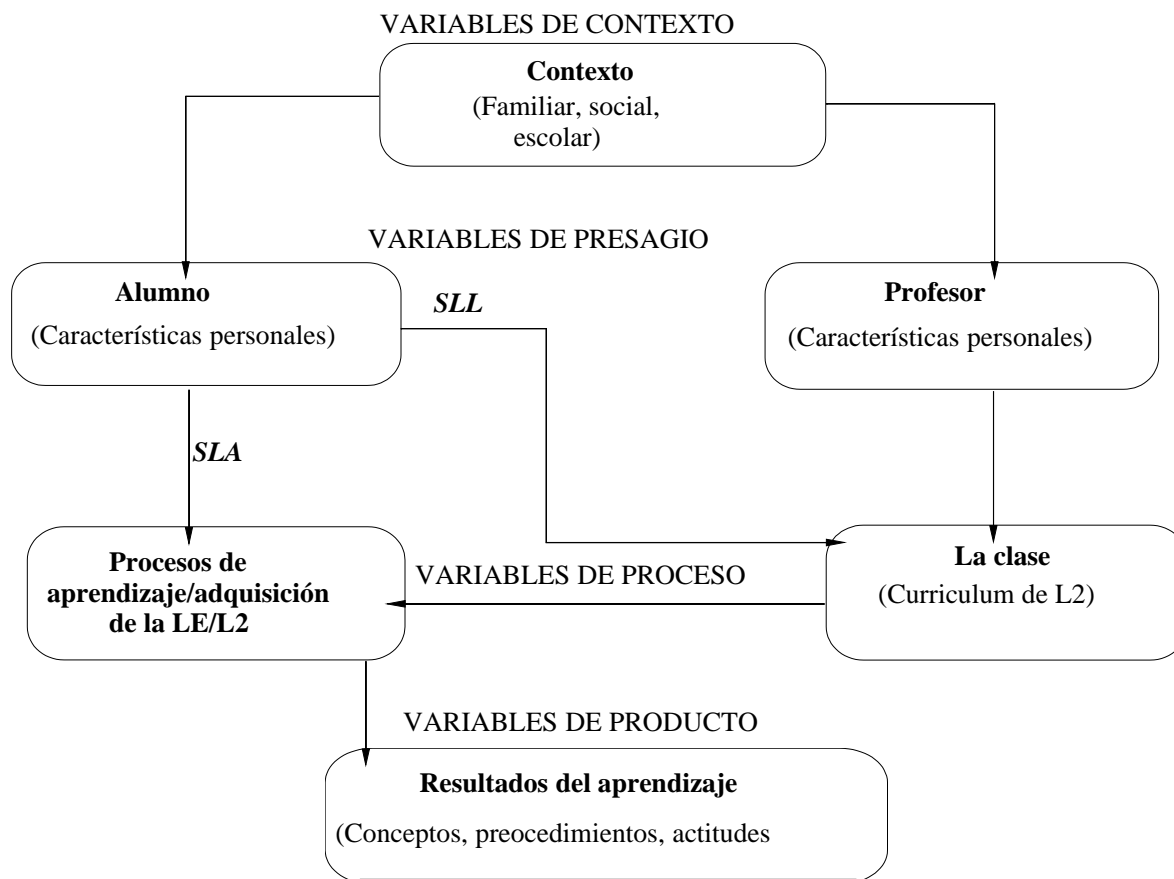 VARIABLES DE CONTEXTO
Contexto
(Familiar, social,
escolar)
VARIABLES DE PRESAGIO
Alumno
(Características personales)
SLL
Profesor
(Características personales)
SLA
Procesos de
aprendizaje/adquisición
de la LE/L2
VARIABLES DE PROCESO
La clase
(Curriculum de L2)
VARIABLES DE PRODUCTO
Resultados del aprendizaje
(Conceptos, preocedimientos, actitudes